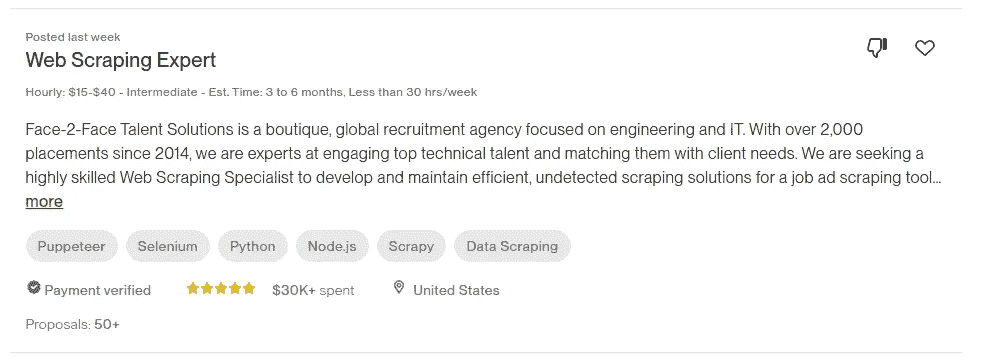 Posted last week
Web Scraping Expert
Hourly: $15-$40 - Intermediate - Est. Time: 3 to 6 months, Less than 30 hrs/week
Face-2-Face Talent Solutions is a boutique, global recruitment agency focused on engineering and iT. With over 2,000
placements since 2014, we are experts at engaging top technical talent and matching them with client needs. We are seeking a
highly skilled Web Scraping Specialist to develop and maintain efficient, undetected scraping solutions for a job ad scraping tool...
more
Puppeteer Selenium Python Node.js Scrapy Data Scraping
Payment verified $30K+ spent United States
Proposals: 50+